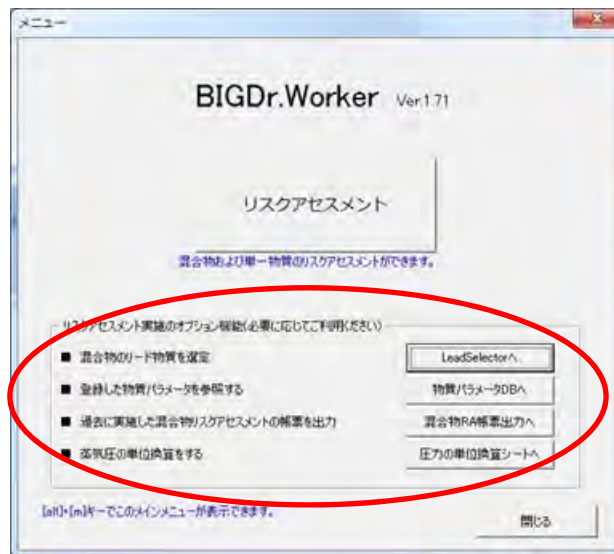 メニュー
BIGDr.Worker Ver.1.71
リスクアセスメント
混合物および単一物質のリスクアセスメントができます。
リスクアセスメント実施のオプション機能(必要に応じてご利用ください)
■ 混合物のリード物質を選定 LeadSelectorへ
■ 登録した物質パラメータを参照する 物質パラメータDBへ
■ 過去に実施した混合物リスクアセスメントの帳票を出力 混合物RA帳票出力へ
■ 蒸気圧の単位換算をする 圧力の単位換算シートへ
[alt]+[m]キーでこのメインメニューが表示できます。
閉じる